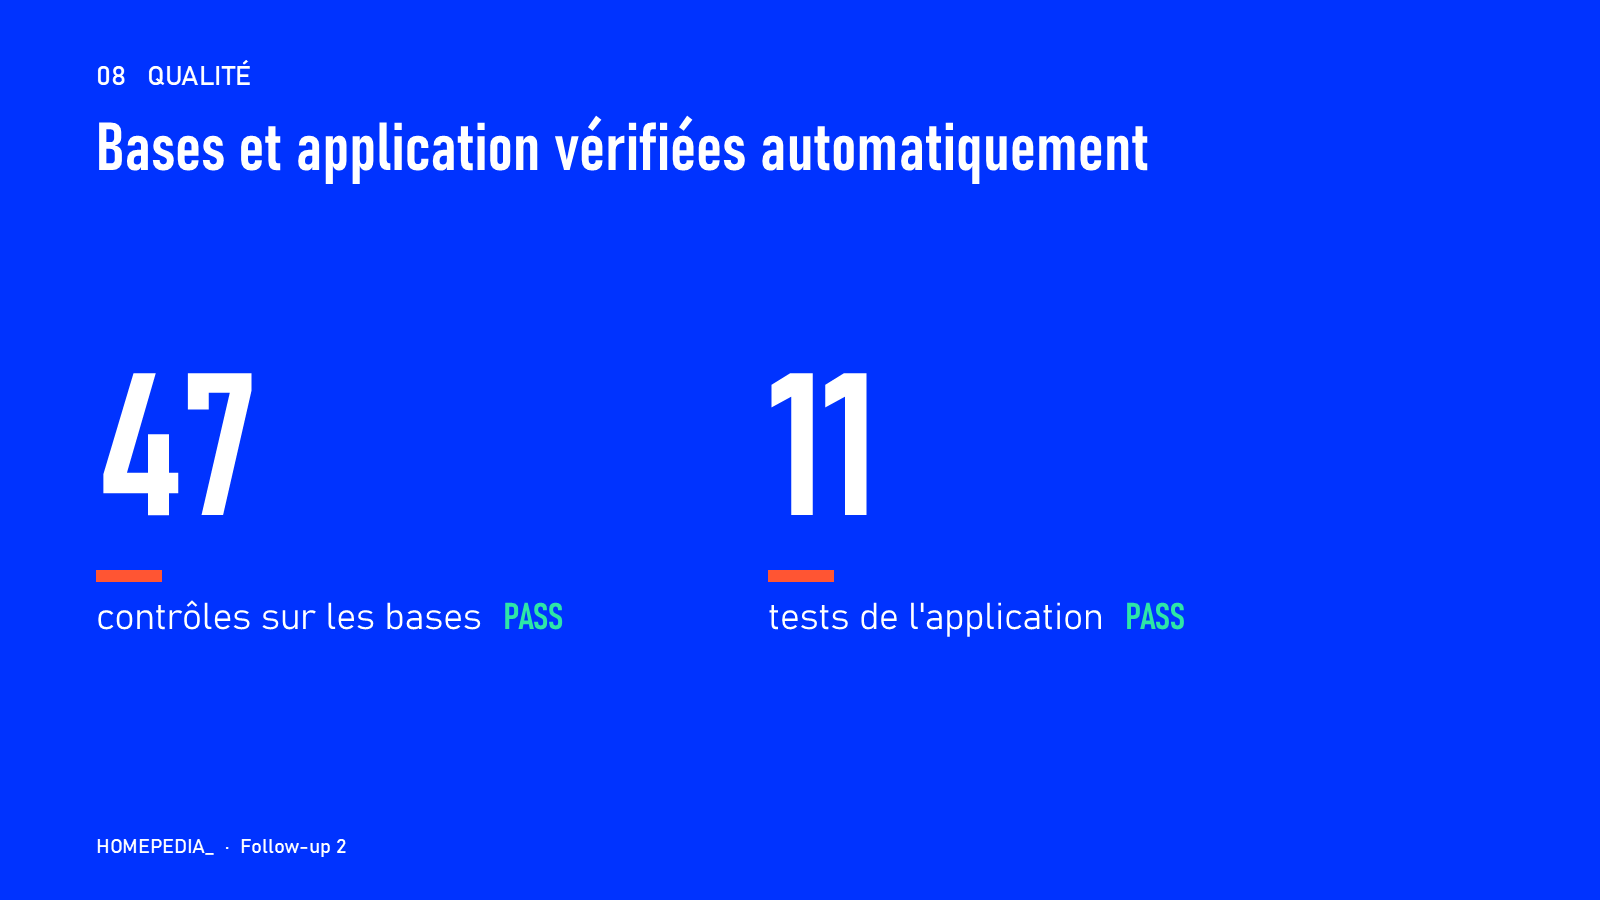 08 QUALITÉ
Bases et application vérifiées automatiquement
47
contrôles sur les bases PASS
11
tests de l'application PASS
HOMEPEDIA_ · Follow-up 2